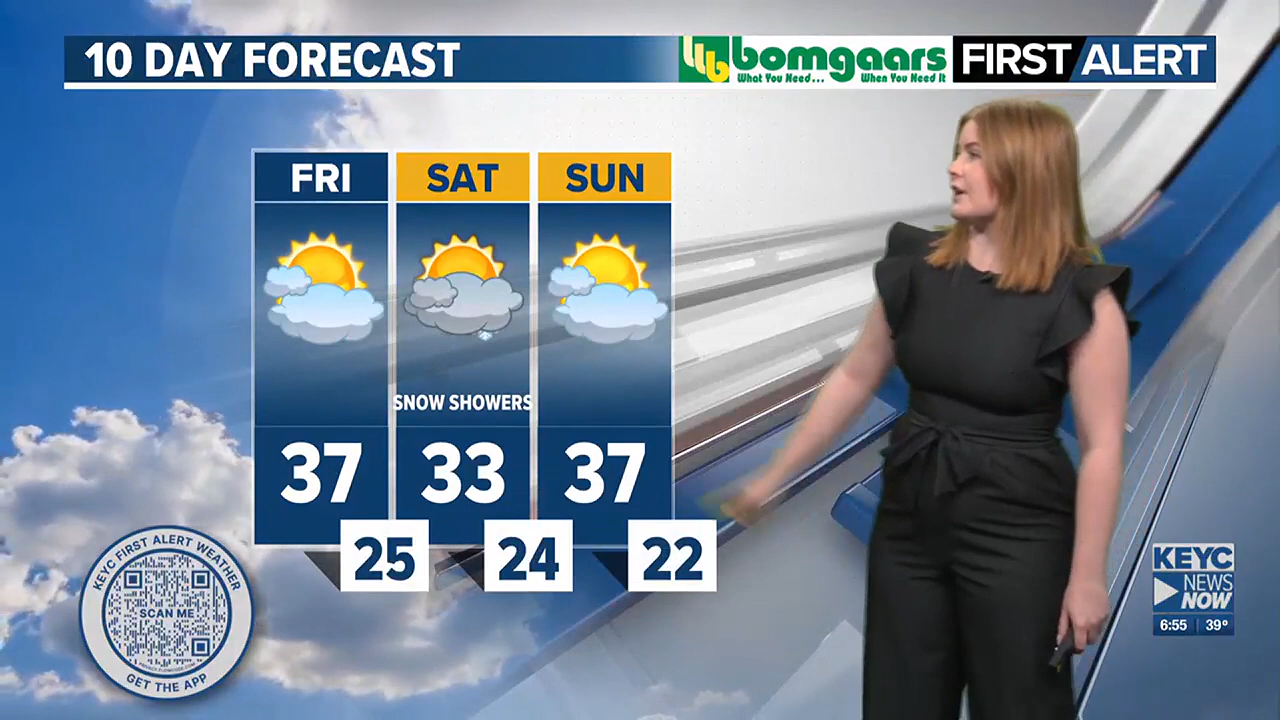 10 DAY FORECAST
bomgaars
What You Need... When You Need It
FIRST ALERT
FRI SAT SUN
SNOW SHOWERS
37 33 37
25 24 22
KEYC FIRST ALERT WEATHER
SCAN ME
GET THE APP
KEYC
NEWS
NOW
6:55 39º